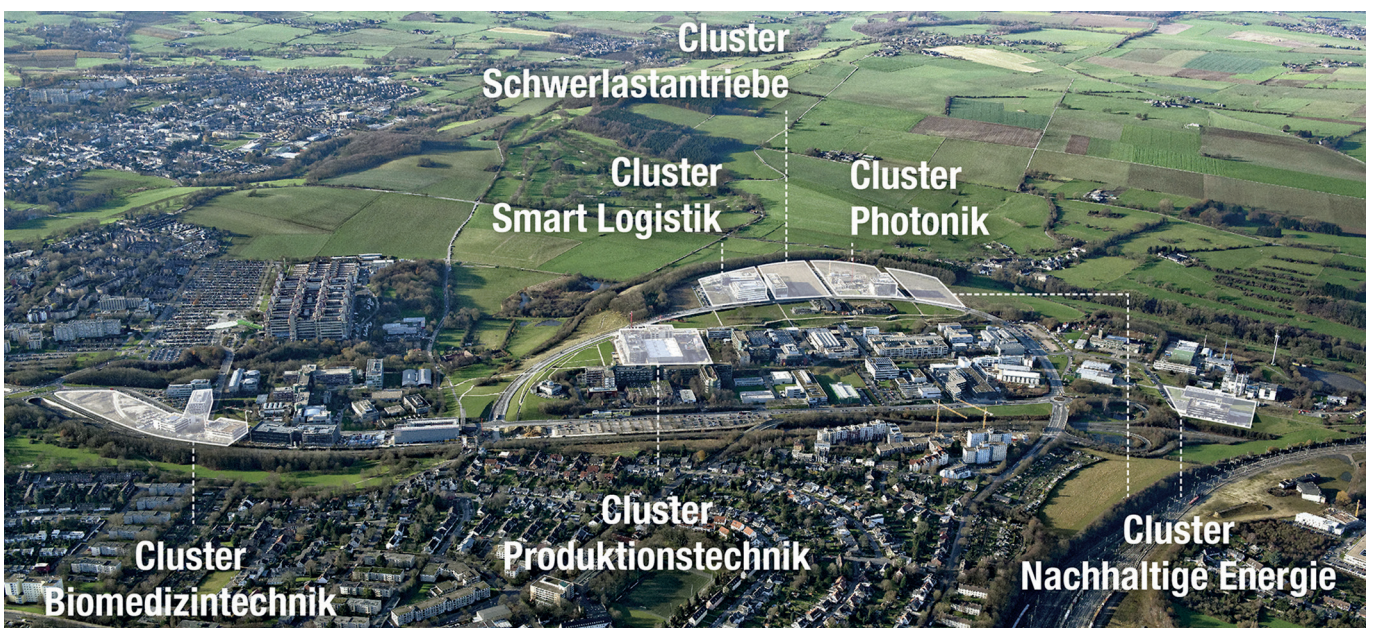 Cluster
Schwerlastantriebe
Cluster
Smart Logistik
Cluster
Photonik
Cluster
Produktionstechnik
Cluster
Nachhaltige Energie
Cluster
Biomedizintechnik